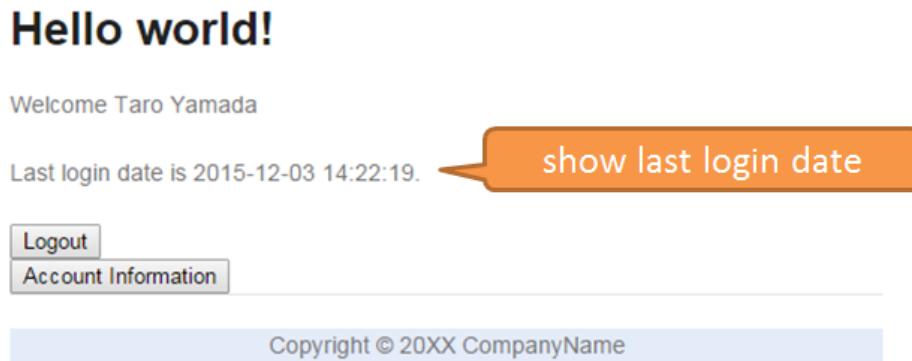 Hello world!
Welcome Taro Yamada
Last login date is 2015-12-03 14:22:19.
show last login date
Logout
Account Information
Copyright © 20XX CompanyName